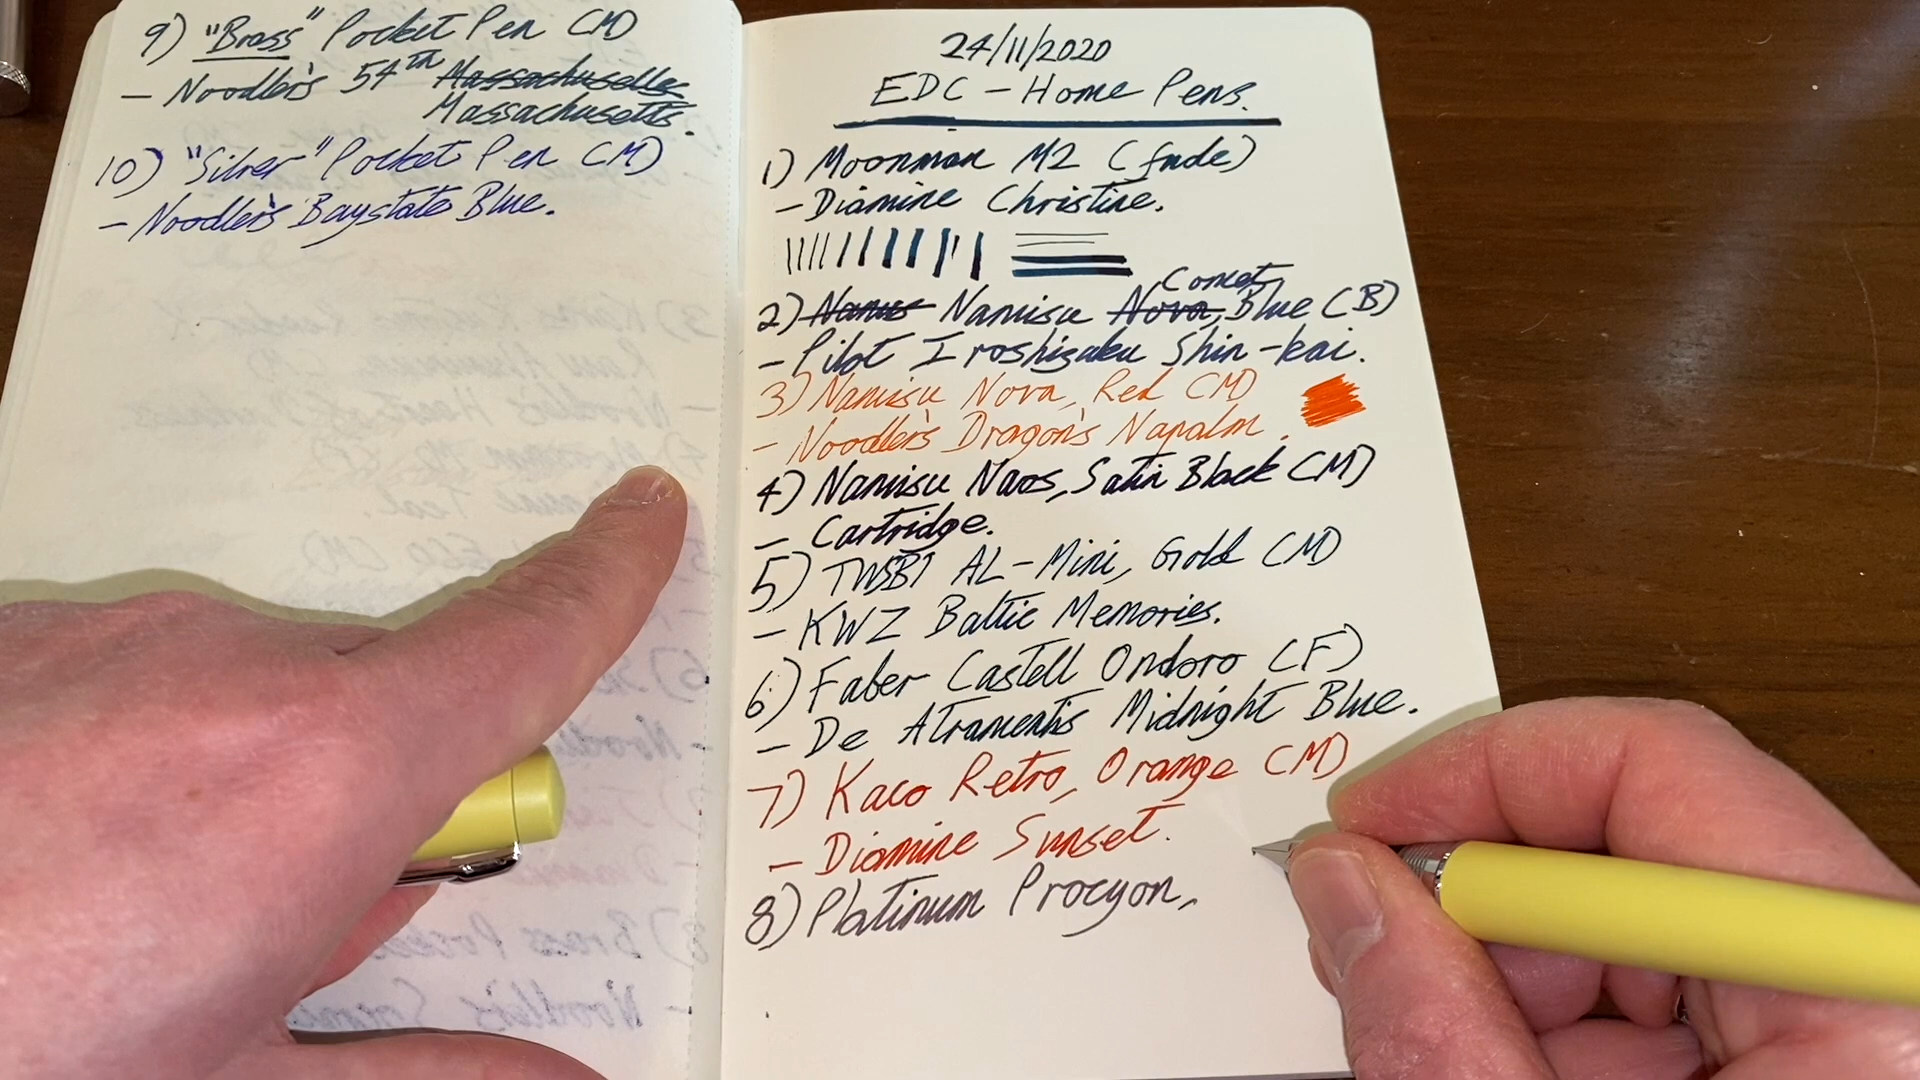 9) "Brass" Pocket Pen (M)
- Noodler's 54th Massachusettes
Massachusetts.
10) "Silver" Pocket Pen (M)
- Noodler's Baystate Blue.
24/11/2020
EDC - Home Pens.
1) Moonman M2 (fude)
- Diamine Christine.
Comet
2) Namis Namisu Nova, Blue (B)
- Pilot Iroshizuku Shin-kai.
3) Namisu Nova, Red (M)
- Noodler's Dragon's Napalm.
4) Namisu Naos, Satin Black (M)
- Cartridge.
5) TWSBI AL-Mini, Gold (M)
- KWZ Baltic Memories.
6) Faber Castell Ondoro (F)
- De Atramentis Midnight Blue.
7) Kaco Retro, Orange (M)
- Diamine Sunset.
8) Platinum Procyon,